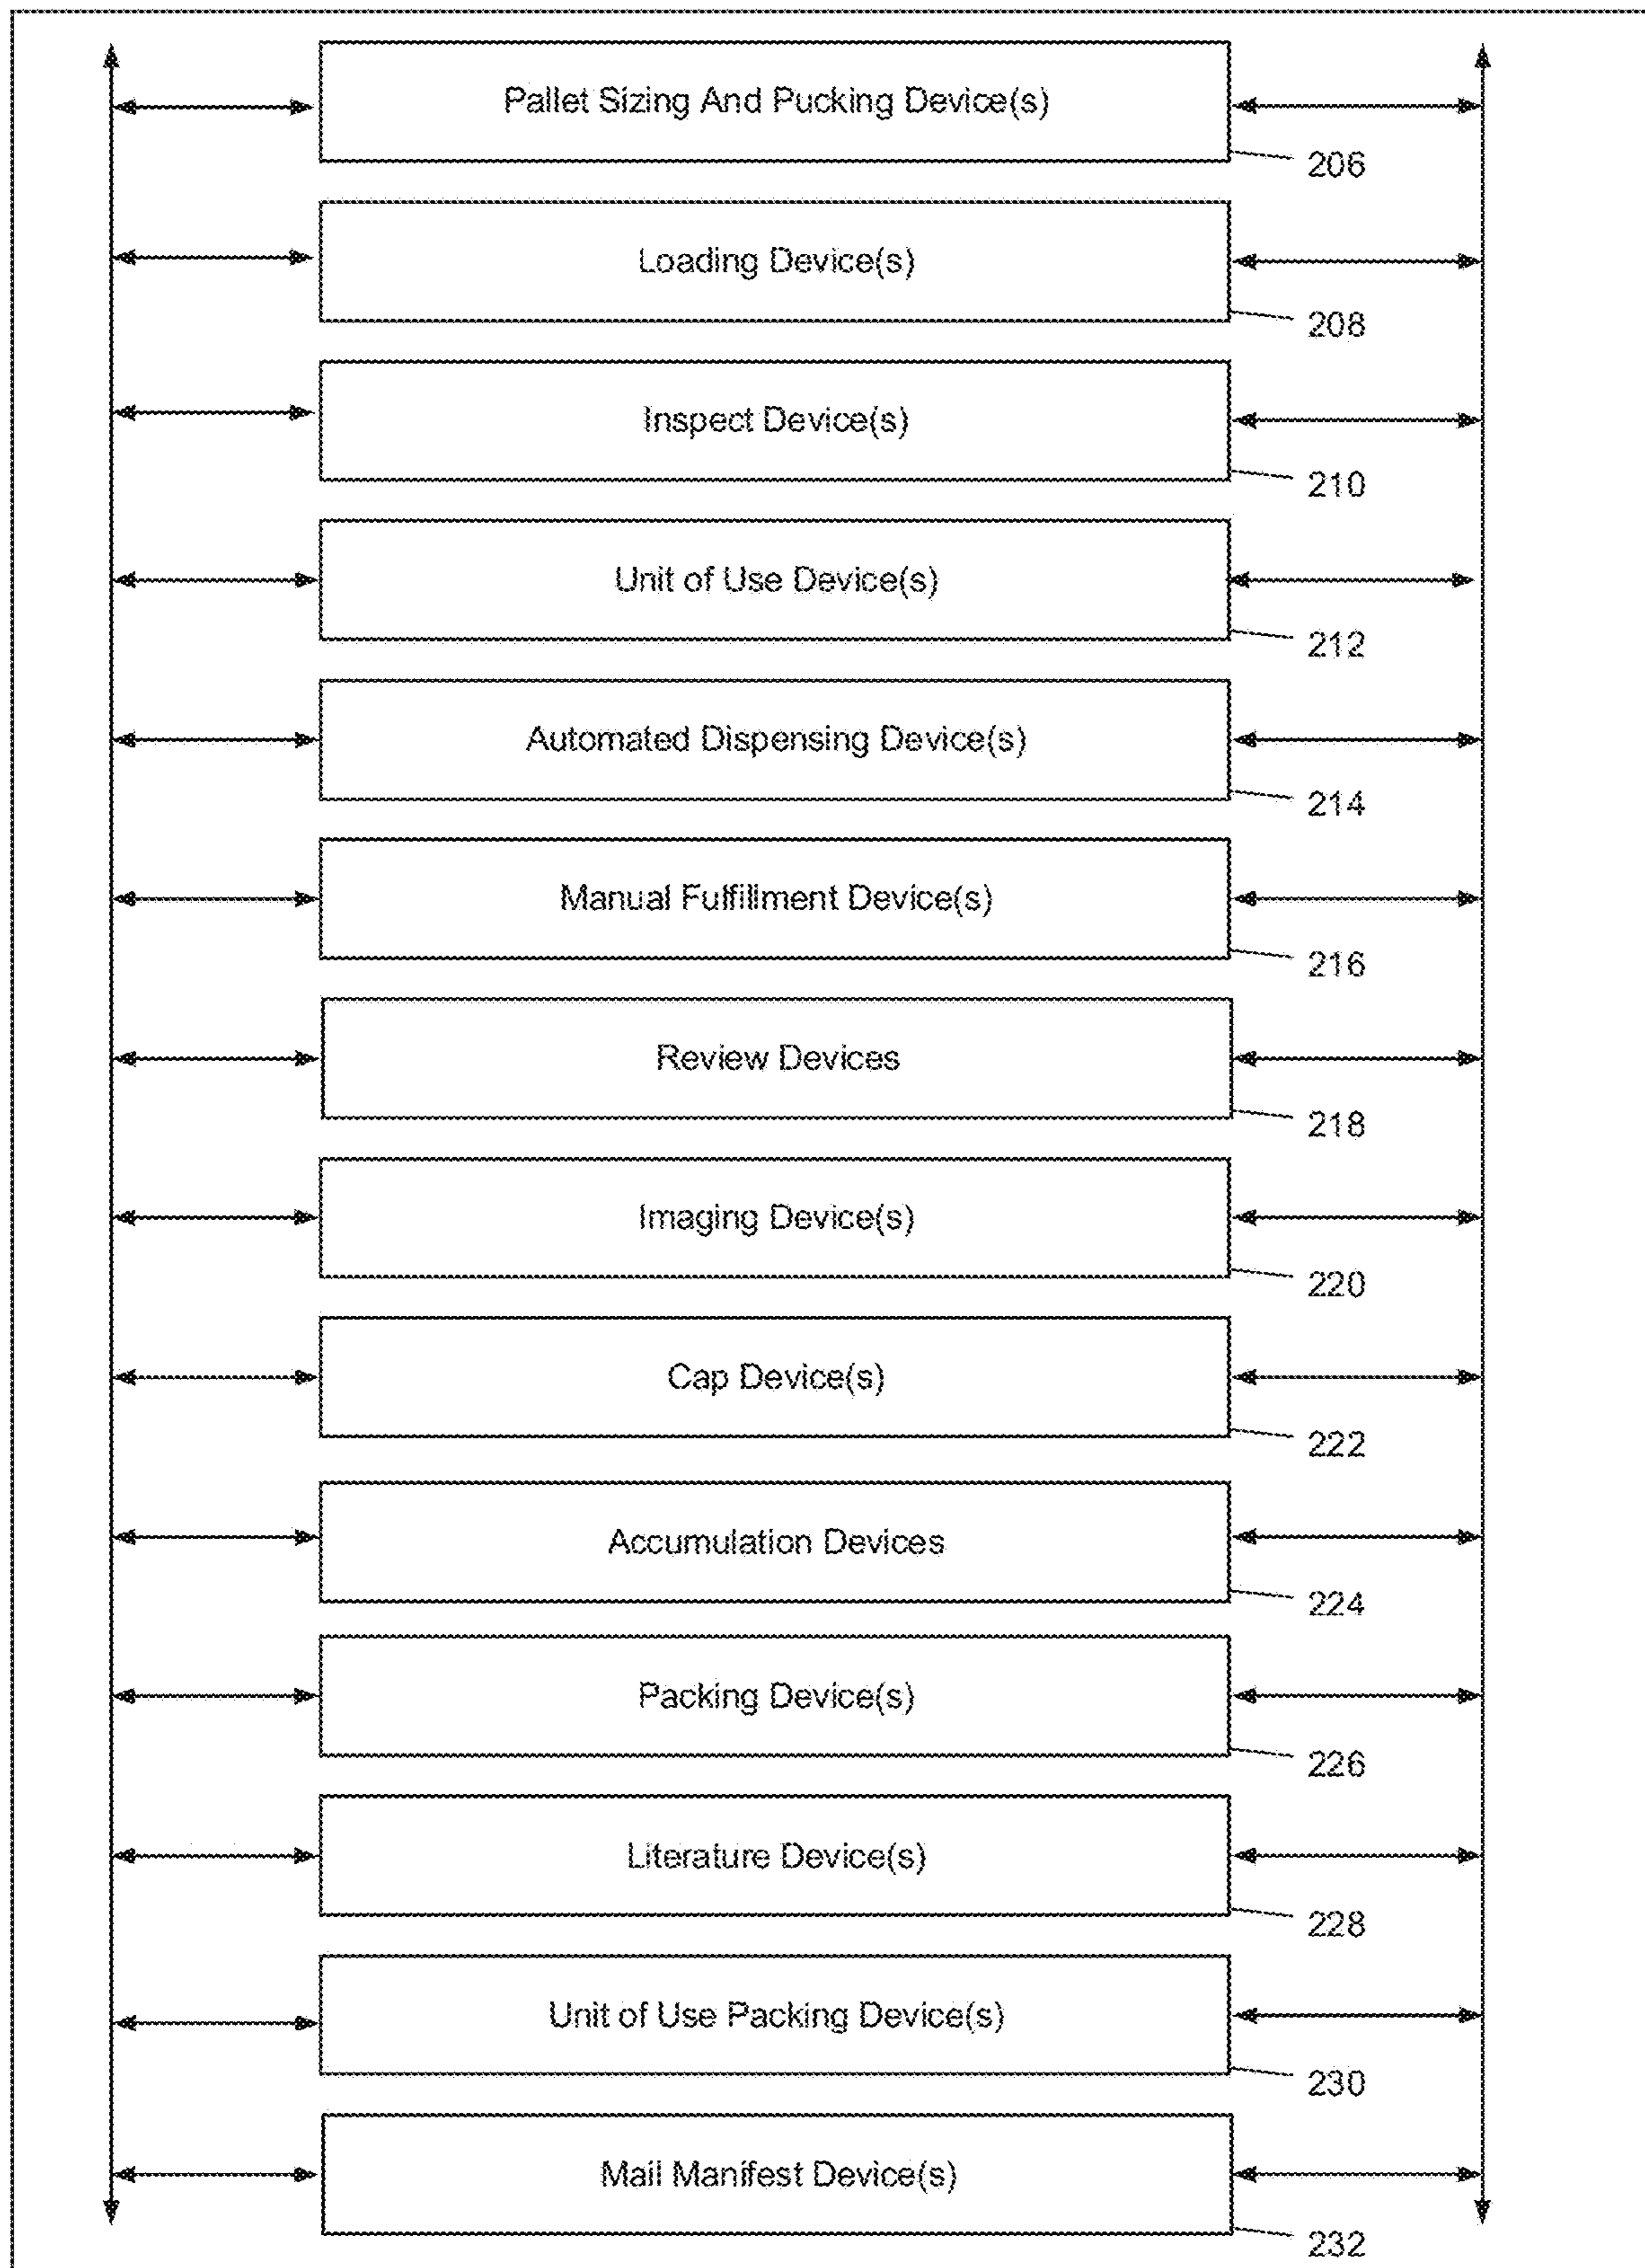 Pallet Sizing And Pucking Device(s)
206
Loading Device(s)
208
Inspect Device(s)
210
Unit of Use Device(s)
212
Automated Dispensing Device(s)
214
Manual Fulfillment Device(s)
216
Review Devices
218
Imaging Device(s)
220
Cap Device(s)
222
Accumulation Devices
224
Packing Device(s)
226
Literature Device(s)
228
Unit of Use Packing Device(s)
230
Mail Manifest Device(s)
232